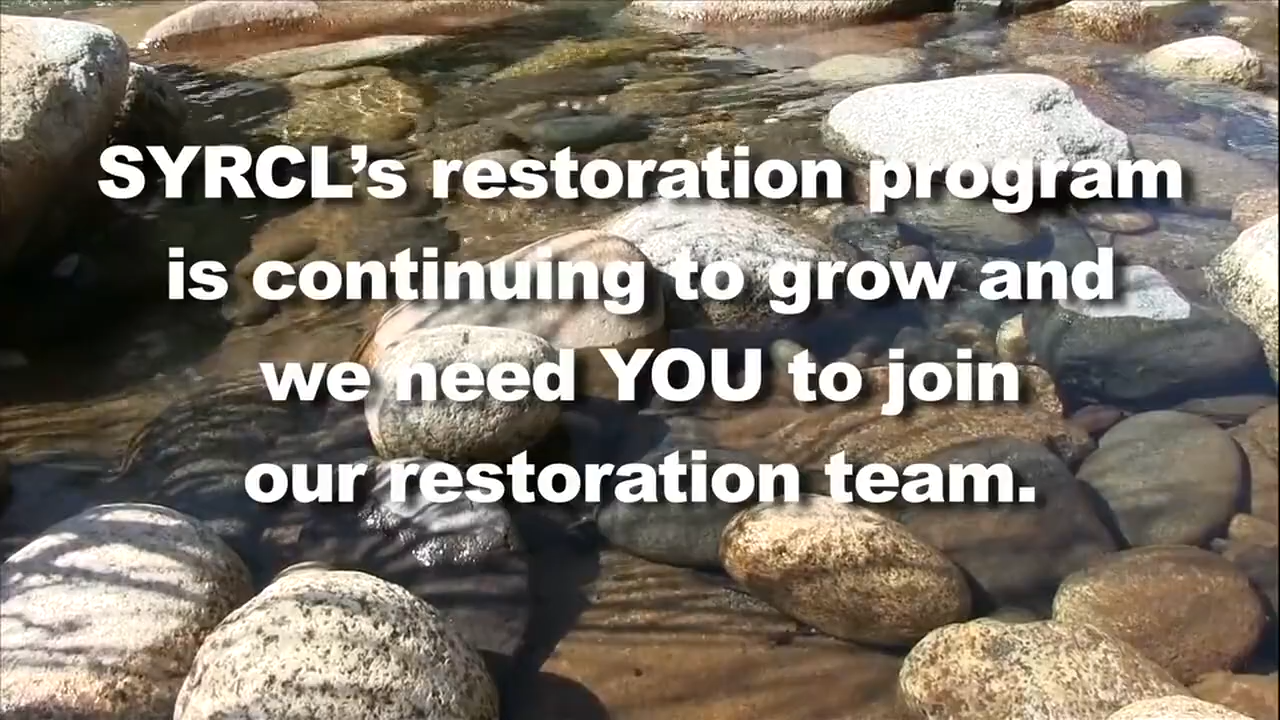 SYRCL’s restoration program
is continuing to grow and
we need YOU to join
our restoration team.